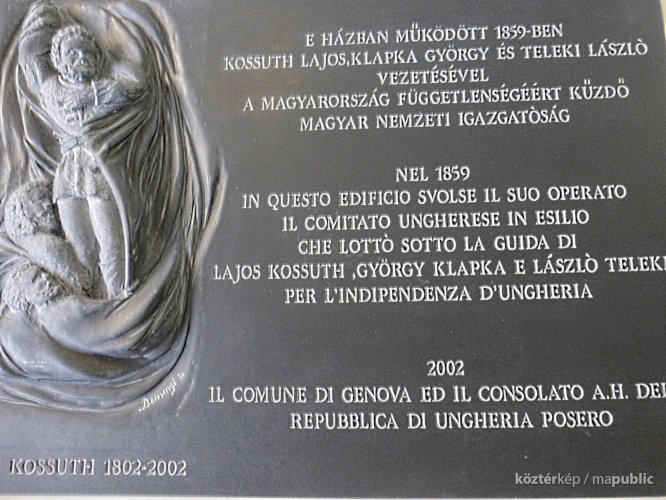 E HÁZBAN MŰKÖDÖTT 1859-BEN
KOSSUTH LAJOS,KLAPKA GYÖRGY ÉS TELEKI LÁSZLÒ
VEZETÉSÉVEL
A MAGYARORSZÁG FÜGGETLENSÉGÉÉRT KŰZDŐ
MAGYAR NEMZETI IGAZGATÒSÁG
NEL 1859
IN QUESTO EDIFICIO SVOLSE IL SUO OPERATO
IL COMITATO UNGHERESE IN ESILIO
CHE LOTTÒ SOTTO LA GUIDA DI
LAJOS KOSSUTH ,GYÖRGY KLAPKA E LÁSZLÒ TELEKI
PER L'INDIPENDENZA D'UNGHERIA
2002
IL COMUNE DI GENOVA ED IL CONSOLATO A.H. DEL
REPUBBLICA DI UNGHERIA POSERO
KOSSUTH 1802-2002
köztérkép / mapublic